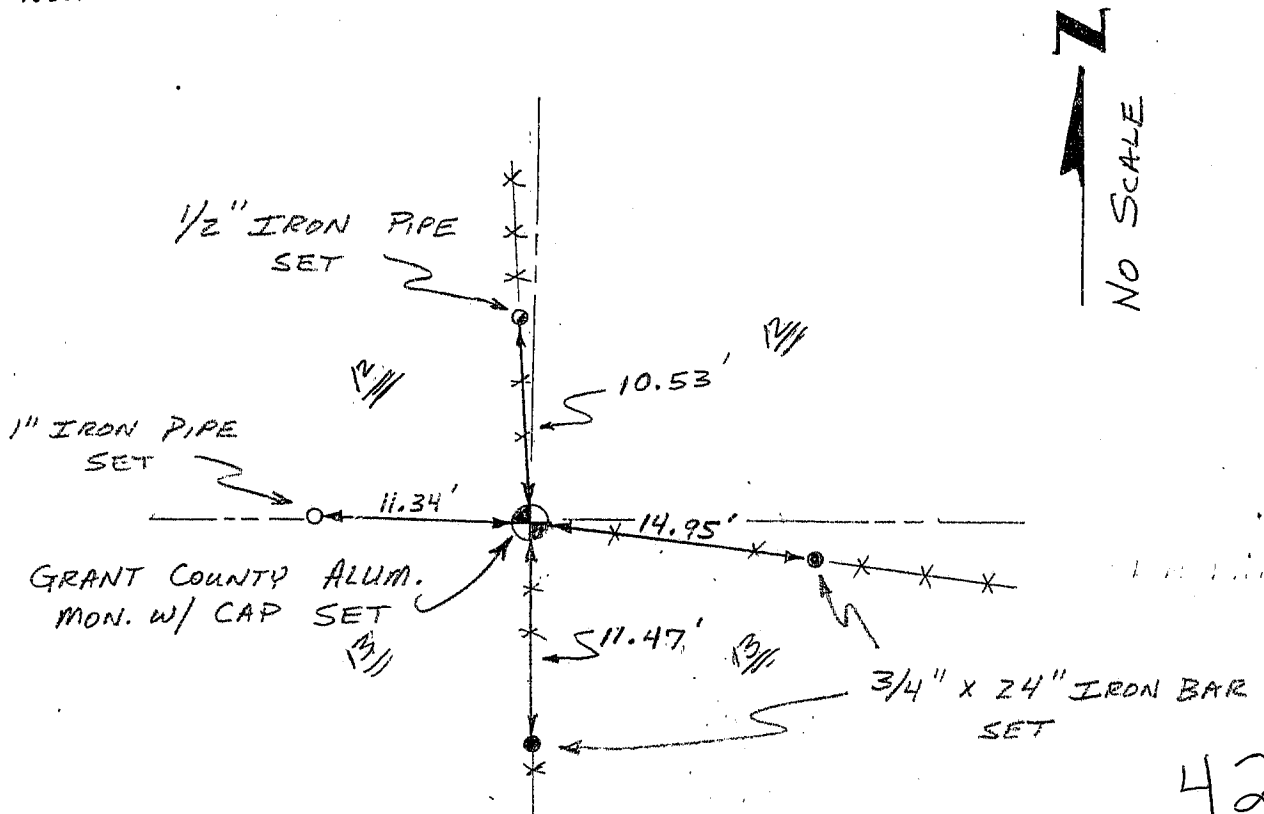 N
NO SCALE
1/2" IRON PIPE
SET
12
12
10.53'
1" IRON PIPE
SET
11.34'
14.95'
GRANT COUNTY ALUM.
MON. W/ CAP SET
13
11.47'
13
3/4" X 24" IRON BAR
SET
42